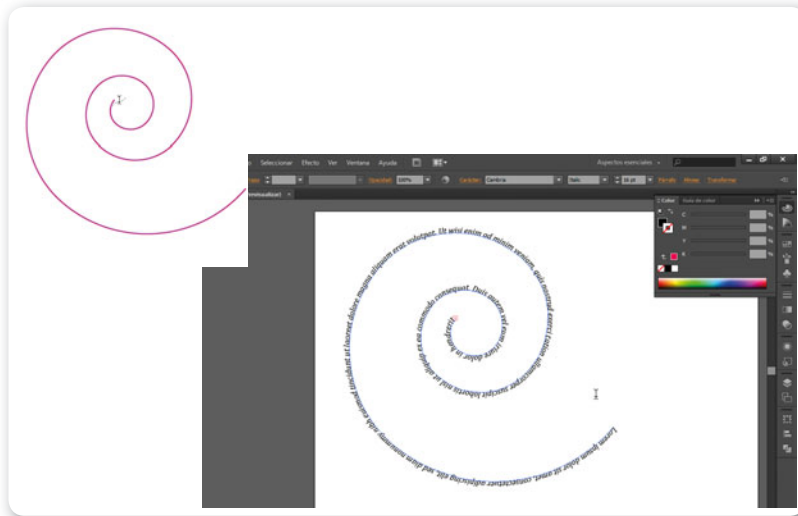 Seleccionar Efecto Ver Ventana Ayuda
Aspectos esenciales
Opacidad: 100% Carácter: Cambria Italic 18 pt Párrafo Alinear Transformar
Color Guía de color
C %
M %
Y %
K %
Lorem ipsum dolor sit amet, consectetuer adipiscing elit, sed diam nonummy nibh euismod tincidunt ut laoreet dolore magna aliquam erat volutpat. Ut wisi enim ad minim veniam, quis nostrud exerci tation ullamcorper suscipit lobortis nisl ut aliquip ex ea commodo consequat. Duis autem vel eum iriure dolor in hendrerit